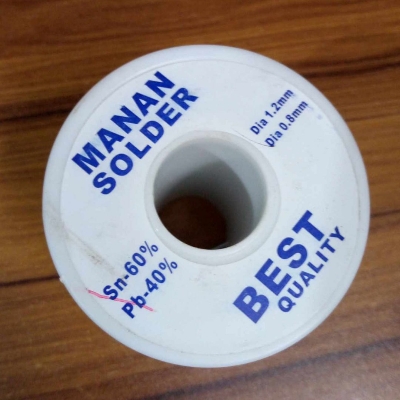 MANAN
SOLDER
Dia 1.2mm
Dia 0.8mm
Sn-60%
Pb-40%
BEST
QUALITY